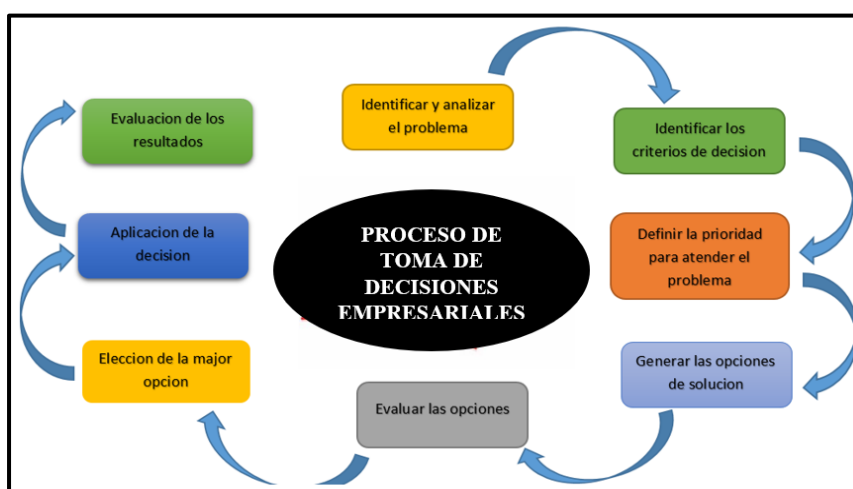 Identificar y analizar
el problema
Identificar los
criterios de decision
Definir la prioridad
para atender el
problema
Generar las opciones
de solucion
Evaluar las opciones
Eleccion de la major
opcion
Aplicacion de la
decision
Evaluacion de los
resultados
PROCESO DE
TOMA DE
DECISIONES
EMPRESARIALES